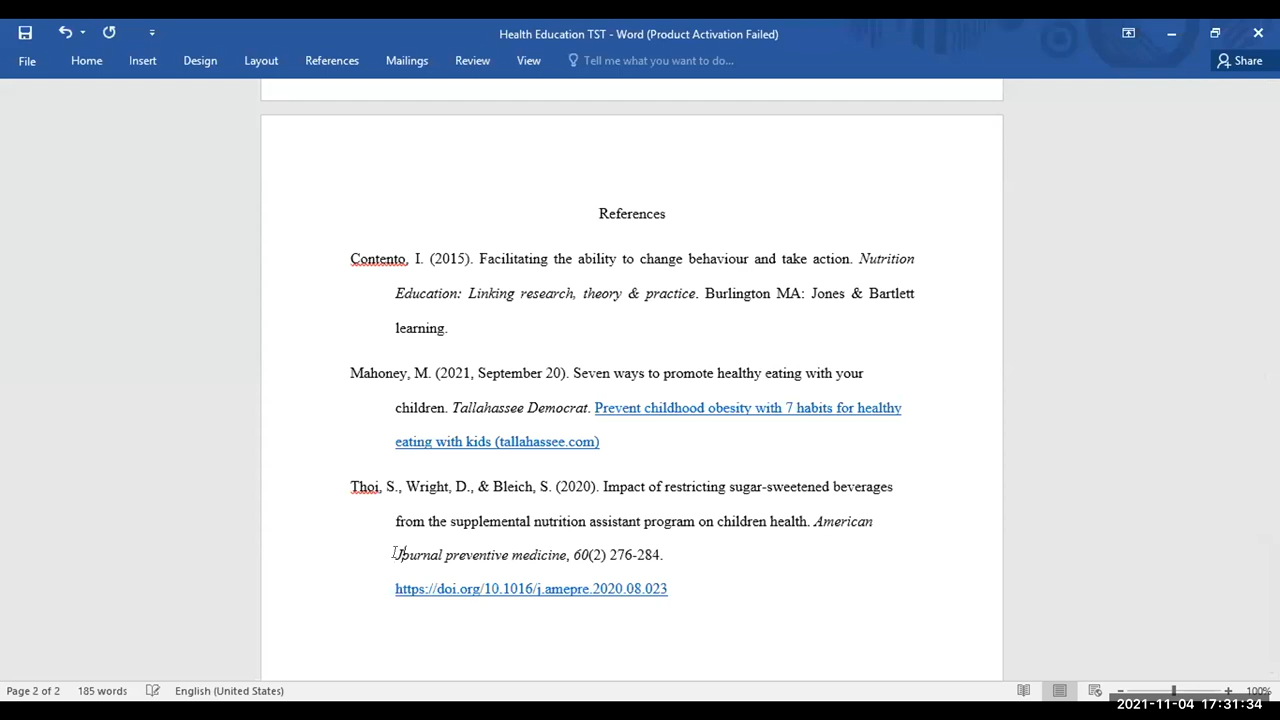 Health Education TST - Word (Product Activation Failed)
File Home Insert Design Layout References Mailings Review View Tell me what you want to do... Share
References
Contento, I. (2015). Facilitating the ability to change behaviour and take action. Nutrition
Education: Linking research, theory & practice. Burlington MA: Jones & Bartlett
learning.
Mahoney, M. (2021, September 20). Seven ways to promote healthy eating with your
children. Tallahassee Democrat. Prevent childhood obesity with 7 habits for healthy
eating with kids (tallahassee.com)
Thoi, S., Wright, D., & Bleich, S. (2020). Impact of restricting sugar-sweetened beverages
from the supplemental nutrition assistant program on children health. American
Journal preventive medicine, 60(2) 276-284.
https://doi.org/10.1016/j.amepre.2020.08.023
Page 2 of 2 185 words English (United States) 100%
2021-11-04 17:31:34